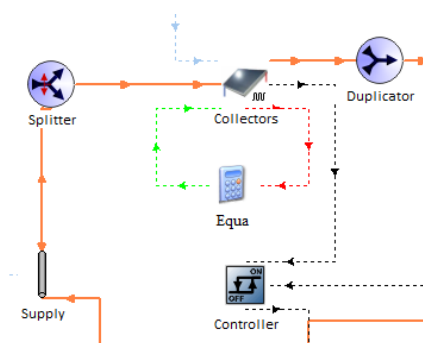 Splitter
Collectors
Duplicator
Equa
Supply
ON
OFF
Controller